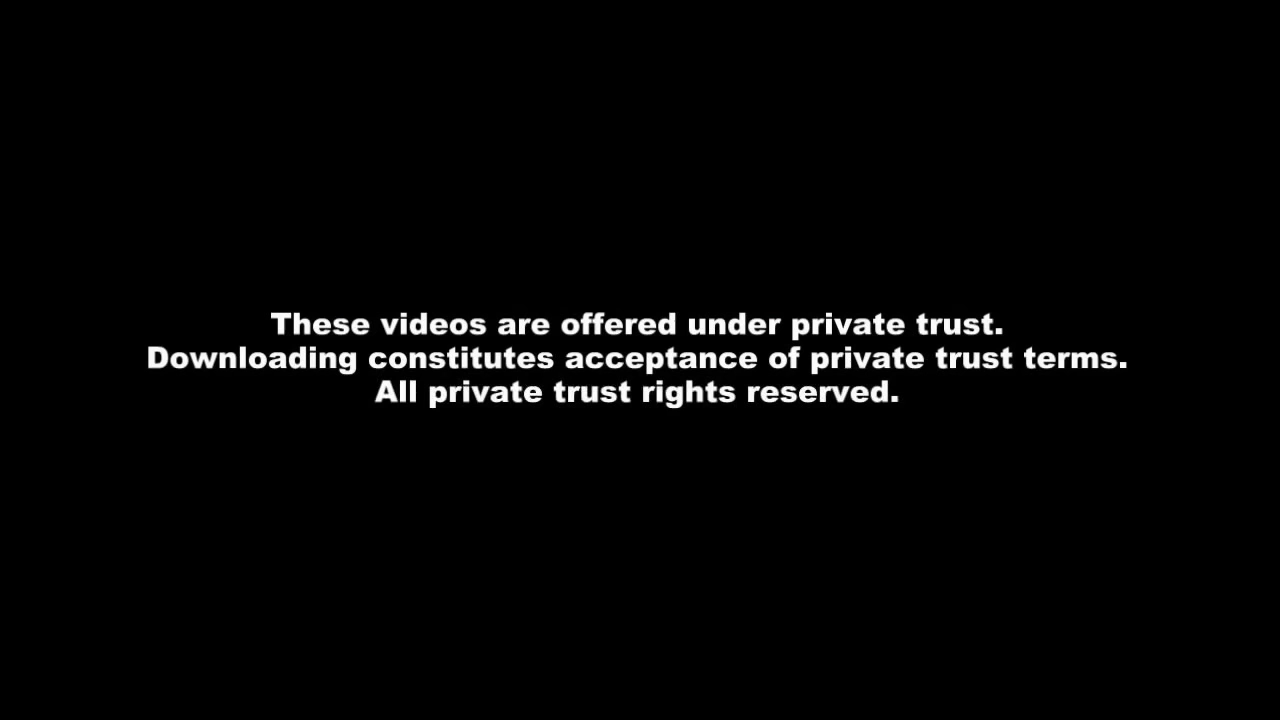 These videos are offered under private trust.
Downloading constitutes acceptance of private trust terms.
All private trust rights reserved.